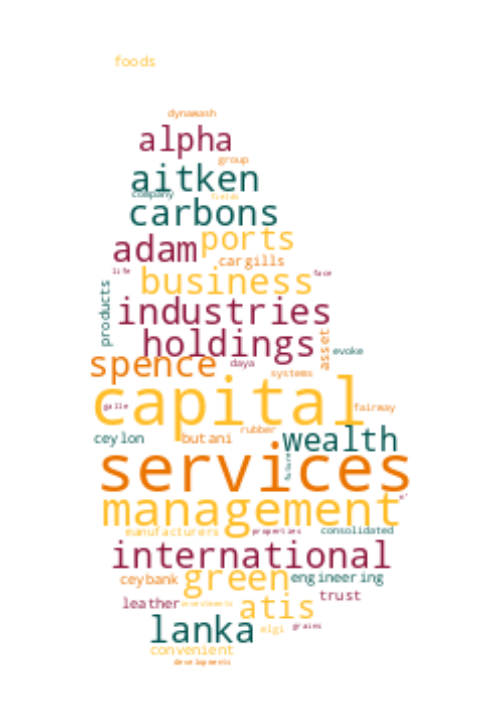 foods
dynawash
alpha
group
aitken
company
fields
carbons
ports
adam
cargills
life
face
business
products
industries
holdings
asset
evoke
spence
daya
systems
capital
galle
fairway
rubber
ceylon
butani
wealth
services
future
management
manufacturers
properties
consolidated
international
ceybank
green
engineering
leather
investments
trust
atis
lanka
elgi
grains
convenient
developments